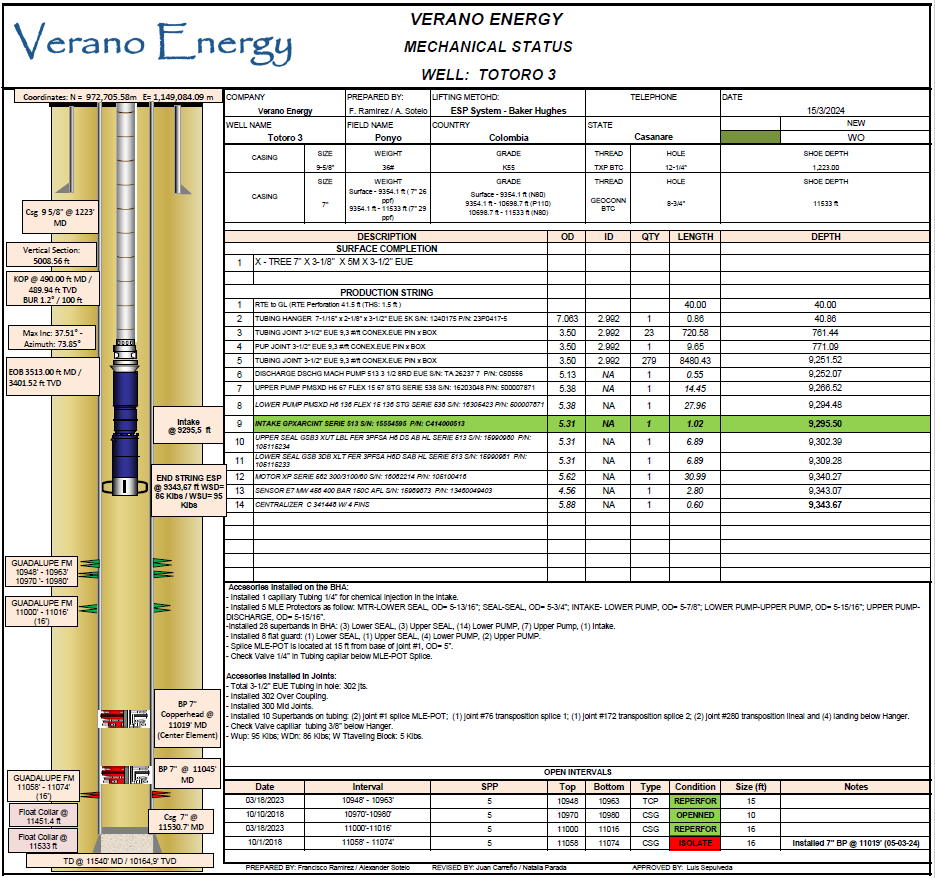 Verano Energy
VERANO ENERGY
MECHANICAL STATUS
WELL: TOTORO 3
Coordinates: N = 972,705.58m E= 1,149,084.09 m
COMPANY
Verano Energy
PREPARED BY:
F. Ramirez / A. Sotelo
LIFTING METOHD:
ESP System - Baker Hughes
TELEPHONE
DATE
15/3/2024
WELL NAME
Totoro 3
FIELD NAME
Ponyo
COUNTRY
Colombia
STATE
Casanare
NEW
WO
CASING SIZE WEIGHT GRADE THREAD HOLE SHOE DEPTH
9-5/8" 36# K55 TXP BTC 12-1/4" 1,223.00
CASING SIZE WEIGHT GRADE THREAD HOLE SHOE DEPTH
7"
Surface - 9354.1 ft ( 7" 26 ppf)
9354.1 ft - 11533 ft (7" 29 ppf)
Surface - 9354.1 ft (N80)
9354.1 ft - 10698.7 ft (P110)
10698.7 ft - 11533 ft (N80)
GEOCONN BTC
8-3/4"
11533 ft
DESCRIPTION OD ID QTY LENGTH DEPTH
SURFACE COMPLETION
1 X - TREE 7" X 3-1/8" X 5M X 3-1/2" EUE
PRODUCTION STRING
1 RTE to GL (RTE Perforation 41.5 ft (THS: 1.5 ft ) 40.00 40.00
2 TUBING HANGER 7-1/16" x 2-1/8" x 3-1/2" EUE 5K S/N: 1240175 P/N: 23P0417-5 7.063 2.992 1 0.86 40.86
3 TUBING JOINT 3-1/2" EUE 9,3 #/ft CONEX.EUE PIN x BOX 3.50 2.992 23 720.58 761.44
4 PUP JOINT 3-1/2" EUE 9,3 #/ft CONEX.EUE PIN x BOX 3.50 2.992 1 9.65 771.09
5 TUBING JOINT 3-1/2" EUE 9,3 #/ft CONEX.EUE PIN x BOX 3.50 2.992 279 8480.43 9,251.52
6 DISCHARGE DSCHG MACH PUMP 513 3 1/2 8RD EUE S/N: TA 26237 7 P/N: C50556 5.13 NA 1 0.55 9,252.07
7 UPPER PUMP PMSXD H6 67 FLEX 15 67 STG SERIE 538 S/N: 16203048 P/N: 500007871 5.38 NA 1 14.45 9,266.52
8 LOWER PUMP PMSXD H6 136 FLEX 15 136 STG SERIE 536 S/N: 16305423 P/N: 500007871 5.38 NA 1 27.96 9,294.48
9 INTAKE GPXARCINT SERIE 513 S/N: 15554595 P/N: C414000513 5.31 NA 1 1.02 9,295.50
10 UPPER SEAL GSB3 XUT LBL FER 3PFSA H6 DS AB HL SERIE 513 S/N: 15990960 P/N: 105115234 5.31 NA 1 6.89 9,302.39
11 LOWER SEAL GSB 3DB XLT FER 3PFSA H6D SAB HL SERIE 513 S/N: 15990961 P/N: 105115233 5.31 NA 1 6.89 9,309.28
12 MOTOR XP SERIE 562 300/3100/60 S/N: 16062214 P/N: 105100416 5.62 NA 1 30.99 9,340.27
13 SENSOR E7 MW 456 400 BAR 150C AFL S/N: 15969873 P/N: 13460049403 4.56 NA 1 2.80 9,343.07
14 CENTRALIZER C 341446 W/ 4 FINS 5.88 NA 1 0.60 9,343.67
Csg 9 5/8" @ 1223' MD
Vertical Section: 5008.56 ft
KOP @ 490.00 ft MD / 489.94 ft TVD
BUR 1.2° / 100 ft
Max Inc: 37.51° - Azimuth: 73.85°
EOB 3513.00 ft MD / 3401.52 ft TVD
Intake @ 9295,5 ft
END STRING ESP @ 9343,67 ft WSD= 86 Klbs / WSU= 95 Klbs
GUADALUPE FM
10948' - 10963'
10970 '- 10980'
GUADALUPE FM
11000' - 11016'
(16')
BP 7" Copperhead @ 11019' MD (Center Element)
BP 7" @ 11045' MD
GUADALUPE FM
11058' - 11074'
(16')
Float Collar @ 11451.4 ft
Float Collar @ 11533 ft
Csg 7" @ 11530.7' MD
TD @ 11540' MD / 10164,9' TVD
Accesories Installed on the BHA:
- Installed 1 capillary Tubing 1/4" for chemical injection in the Intake.
- Installed 5 MLE Protectors as follow: MTR-LOWER SEAL, OD= 5-13/16"; SEAL-SEAL, OD= 5-3/4"; INTAKE- LOWER PUMP, OD= 5-7/8"; LOWER PUMP-UPPER PUMP, OD= 5-15/16"; UPPER PUMP-
DISCHARGE, OD= 5-15/16".
-Installed 28 superbands in BHA: (3) Lower SEAL, (3) Upper SEAL, (14) Lower PUMP, (7) Upper Pump, (1) Intake.
- Installed 8 flat guard: (1) Lower SEAL, (1) Upper SEAL, (4) Lower PUMP, (2) Upper PUMP.
- Splice MLE-POT is located at 15 ft from base of joint #1, OD= 5".
- Check Valve 1/4" in Tubing capilar below MLE-POT Splice.
Accesories Installed in Joints:
- Total 3-1/2" EUE Tubing in hole: 302 jts.
- Installed 302 Over Coupling.
- Installed 300 Mid Joints.
- Installed 10 Superbands on tubing: (2) joint #1 splice MLE-POT; (1) joint #76 transposition splice 1; (1) joint #172 transposition splice 2; (2) joint #280 transposition lineal and (4) landing below Hanger.
- Check Valve capilar tubing 3/8" below Hanger.
- Wup: 95 Klbs; WDn: 86 Klbs; W Ttaveling Block: 5 Klbs.
OPEN INTERVALS
Date Interval SPP Top Bottom Type Condition Size (ft) Notes
03/18/2023 10948' - 10963' 5 10948 10963 TCP REPERFOR 15
10/10/2018 10970'-10980' 5 10970 10980 CSG OPENNED 10
03/18/2023 11000'-11016' 5 11000 11016 CSG REPERFOR 16
10/1/2018 11058' - 11074' 5 11058 11074 CSG ISOLATE 16 Installed 7" BP @ 11019' (05-03-24)
PREPARED BY: Francisco Ramirez / Alexander Sotelo REVISED BY: Juan Carreño / Natalia Parada APPROVED BY: Luis Sepulveda